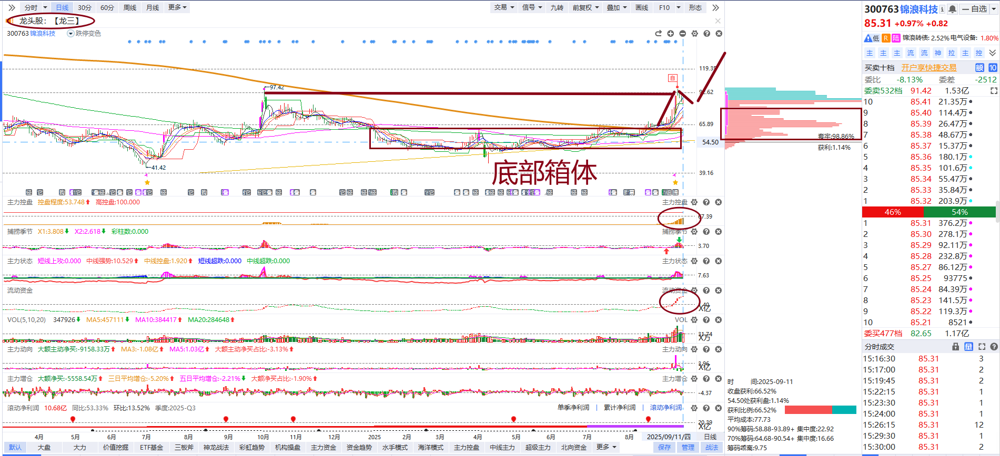 分时 日线 30分 60分 周线 月线 更多 交易 信号 九转 前复权 叠加 画线 F10 形态
龙头股：【龙三】
300763 锦浪科技 跌停变色
119.35
97.42
自
65.89
54.50
39.16
41.42
底部箱体
主力控盘 控盘程度:53.748 高控盘:100.000 主力控盘
67.39
捕捞季节 X1:3.808 X2:2.618 彩柱数:0.000 捕捞季节
3.70
主力状态 短线上攻:0.000 中线强势:10.529 中线控盘:1.920 短线超跌:0.000 中线超跌:0.000 主力状态
7.63
流动资金 流动资金
X亿
VOL(5,10,20) 347926 MA5:457111 MA10:384417 MA20:284648 VOL
31.74
X万
主力动向 大额主动净买:-9158.33万 MA3:-1.08亿 MA5:1.03亿 大额主动净买占比:-3.13% 主力动向
3.96
X亿
主力增仓 大额净买:-5558.54万 三日平均增仓:-5.20% 五日平均增仓:-2.21% 大额净买占比:-1.90% 主力增仓
-4.37
滚动净利润 10.68亿 同比:53.33% 环比:13.52% 季度:2025-Q3 单季净利润 累计净利润 滚动净利润
20.39
X亿
4月 5月 6月 7月 8月 9月 10月 11月 12月 2025 2月 3月 4月 5月 6月 7月 8月 2025/09/11/四 日线
默认 大盘 大力 价值挖掘 ETF基金 三板斧 神龙战法 彩虹趋势 机构操盘 主力资金 资金趋势 水手模式 海洋模式 主力控盘 中线主力 超级主力 北向资金 更多 保存 管理 战法
套牢:98.86%
获利:1.14%
时 间:2025-09-11
收盘获利:66.52%
54.50处获利盘:1.14%
获利比例:66.52%
平均成本:77.73
90%筹码:58.88-93.89+ 集中度:22.92
70%筹码:64.68-90.54+ 集中度:16.66
筹码乖离:9.75
300763 锦浪科技 自选
85.31 +0.97% +0.82
低 R 陆 锦浪转债: 2.52% 电气设备: 1.80%
主 主 主 流 流 神 拉 主 控
买卖十档 开户享快捷交易 额 10
委比 -8.13% 委差 -2512
委卖532档 91.42 1.53亿
10 85.41 21.35万
9 85.40 114.4万
8 85.39 26.47万
7 85.38 48.67万
6 85.37 15.37万
5 85.36 180.1万
4 85.35 101.6万
3 85.34 55.47万
2 85.33 35.84万
1 85.32 203.9万
46% 54%
1 85.31 376.2万
2 85.30 278.1万
3 85.29 92.11万
4 85.28 232.8万
5 85.27 86.12万
6 85.25 93775
7 85.24 84.39万
8 85.23 141.5万
9 85.22 119.3万
10 85.21 8521
委买477档 82.65 1.17亿
分时成交 量
15:16:30 85.31 3
15:17:00 85.31 2
15:19:45 85.31 2
15:22:15 85.31 1
15:23:30 85.31 1
15:24:00 85.31 1
15:26:15 85.31 12
15:29:30 85.31 1
15:30:00 85.31 2